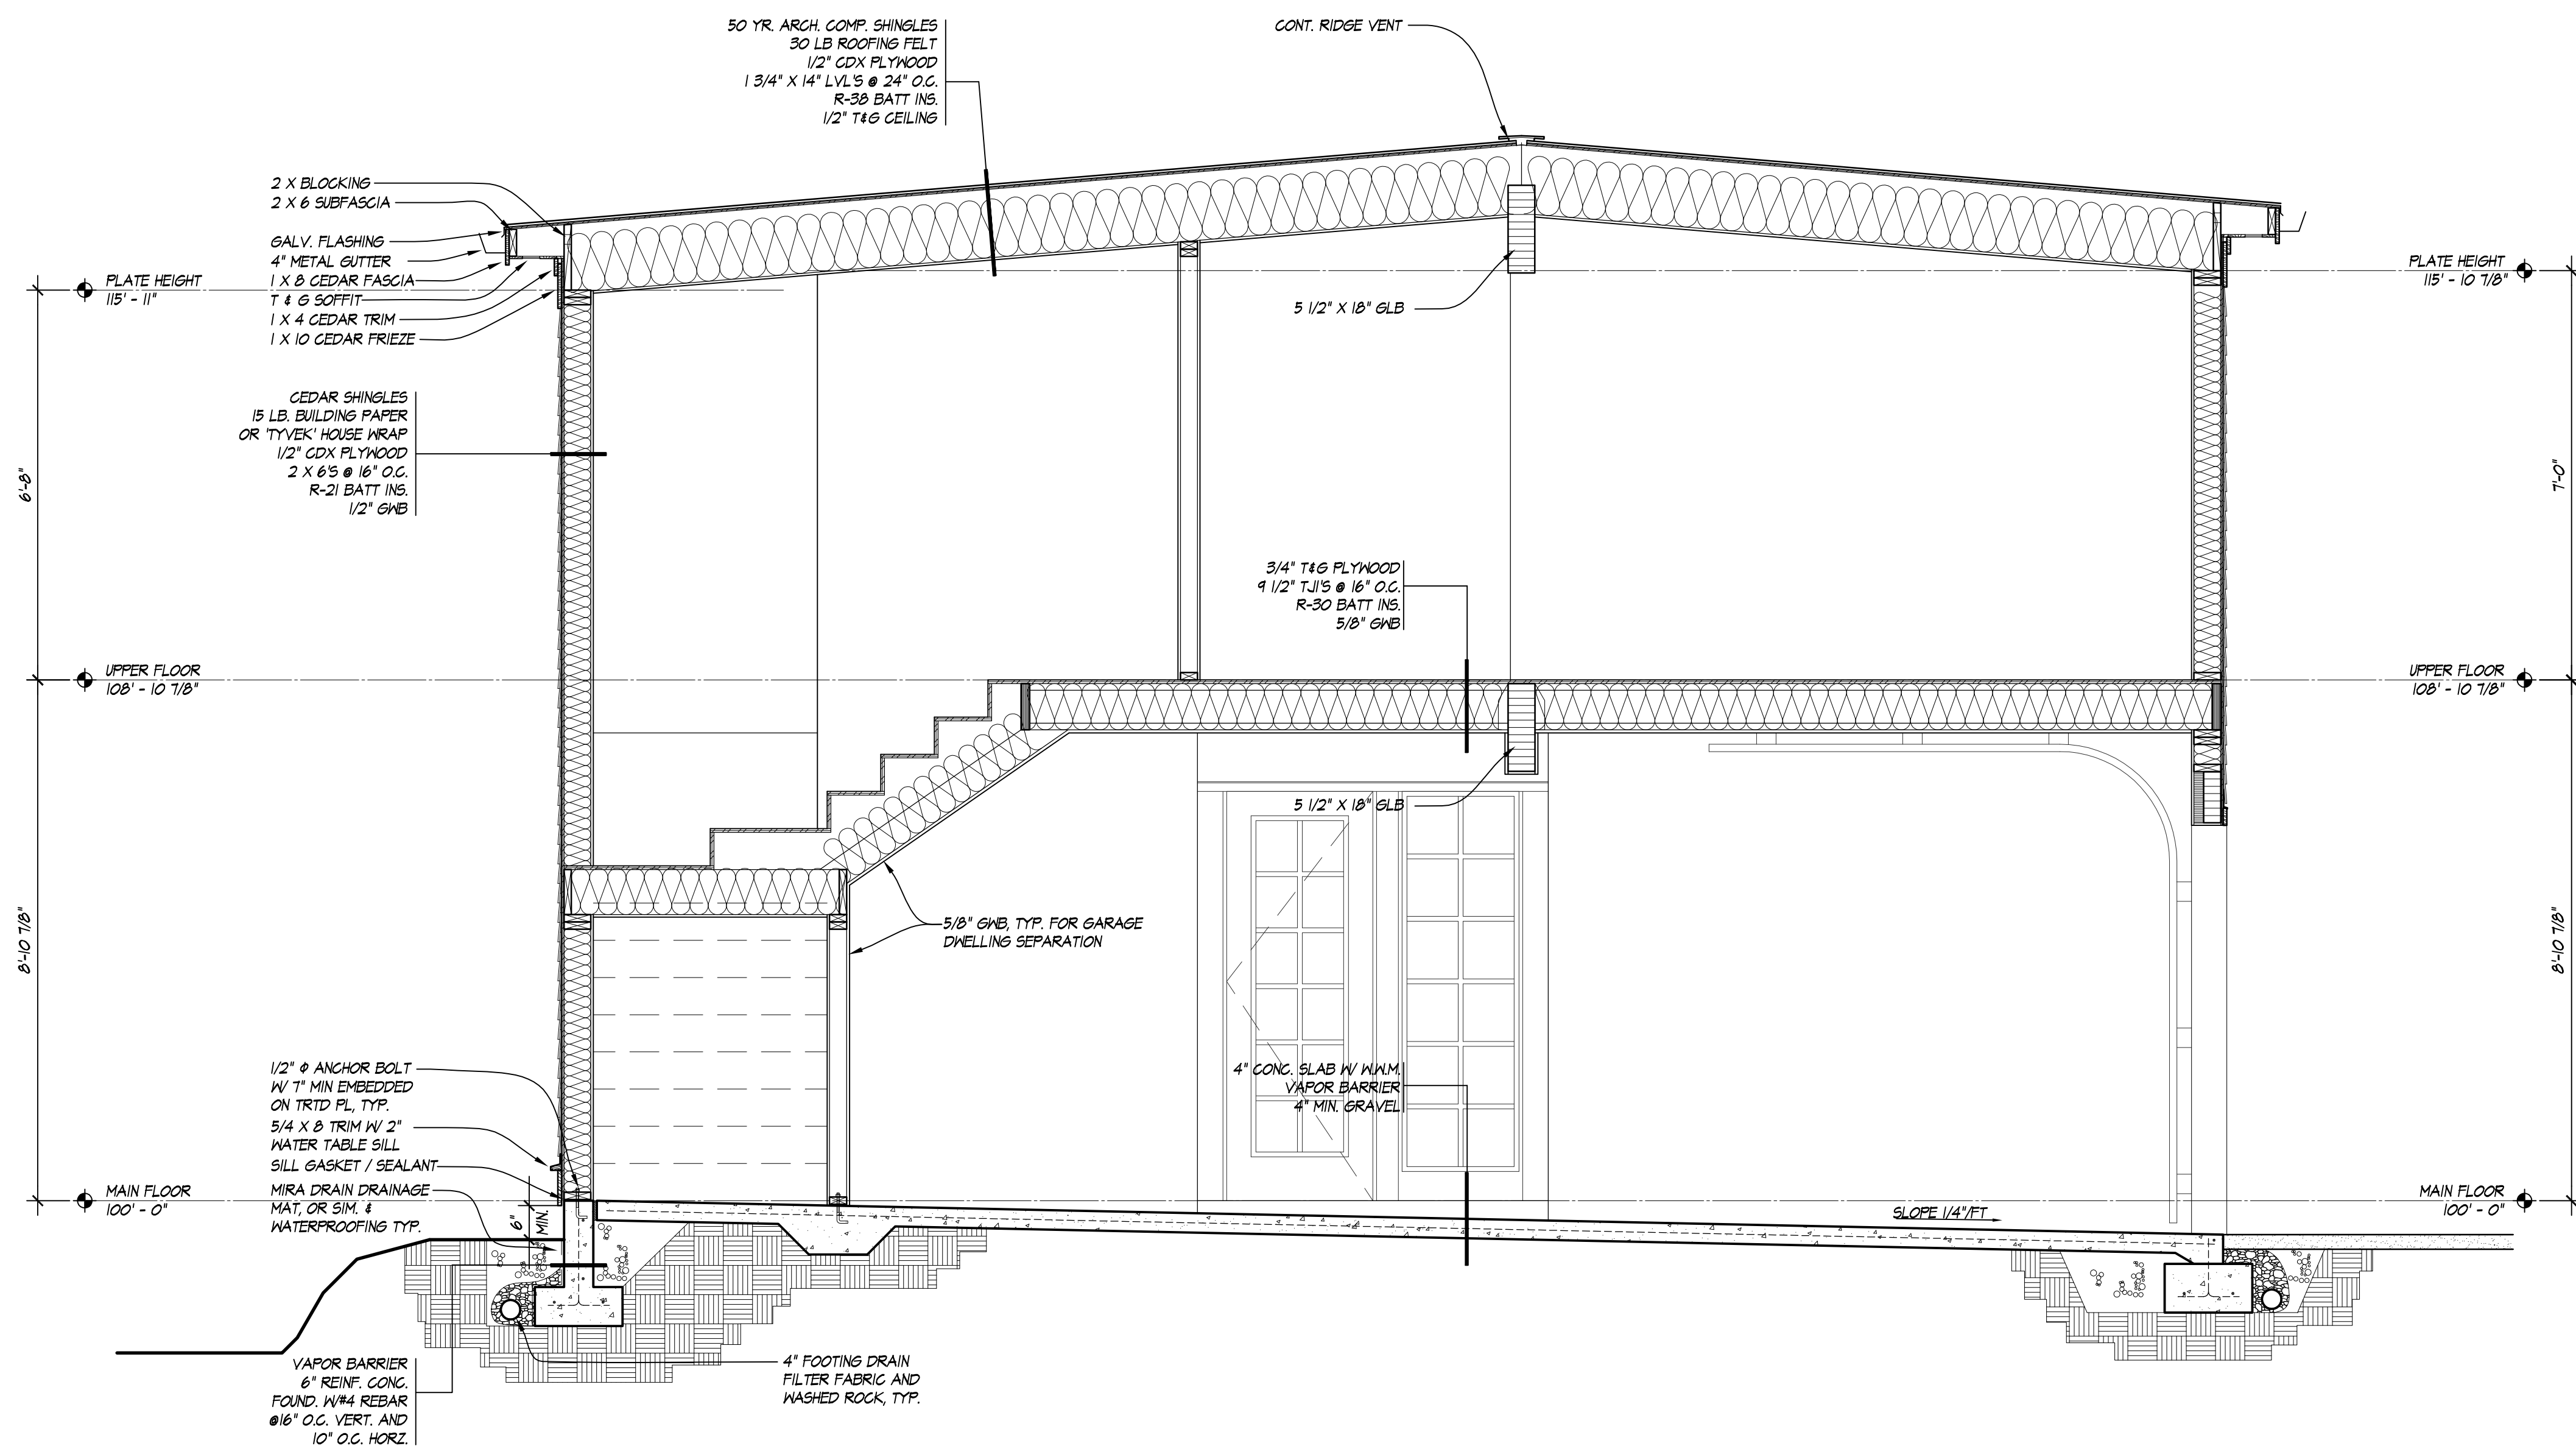 50 YR. ARCH. COMP. SHINGLES
30 LB ROOFING FELT
1/2" CDX PLYWOOD
1 3/4" X 14" LVL'S @ 24" O.C.
R-38 BATT INS.
1/2" T&G CEILING
CONT. RIDGE VENT
2 X BLOCKING
2 X 6 SUBFASCIA
GALV. FLASHING
4" METAL GUTTER
1 X 8 CEDAR FASCIA
T & G SOFFIT
1 X 4 CEDAR TRIM
1 X 10 CEDAR FRIEZE
PLATE HEIGHT
115' - 11"
5 1/2" X 18" GLB
PLATE HEIGHT
115' - 10 7/8"
CEDAR SHINGLES
15 LB. BUILDING PAPER
OR 'TYVEK' HOUSE WRAP
1/2" CDX PLYWOOD
2 X 6'S @ 16" O.C.
R-21 BATT INS.
1/2" GWB
6'-8"
7'-0"
3/4" T&G PLYWOOD
9 1/2" TJI'S @ 16" O.C.
R-30 BATT INS.
5/8" GWB
UPPER FLOOR
108' - 10 7/8"
UPPER FLOOR
108' - 10 7/8"
5 1/2" X 18" GLB
5/8" GWB, TYP. FOR GARAGE
DWELLING SEPARATION
8'-10 7/8"
8'-10 7/8"
1/2" Φ ANCHOR BOLT
W/ 7" MIN EMBEDDED
ON TRTD PL, TYP.
5/4 X 8 TRIM W/ 2"
WATER TABLE SILL
SILL GASKET / SEALANT
MIRA DRAIN DRAINAGE
MAT, OR SIM. &
WATERPROOFING TYP.
4" CONC. SLAB W/ W.W.M.
VAPOR BARRIER
4" MIN. GRAVEL
MAIN FLOOR
100' - 0"
6"
MIN.
SLOPE 1/4"/FT
MAIN FLOOR
100' - 0"
VAPOR BARRIER
6" REINF. CONC.
FOUND. W/#4 REBAR
@16" O.C. VERT. AND
10" O.C. HORZ.
4" FOOTING DRAIN
FILTER FABRIC AND
WASHED ROCK, TYP.